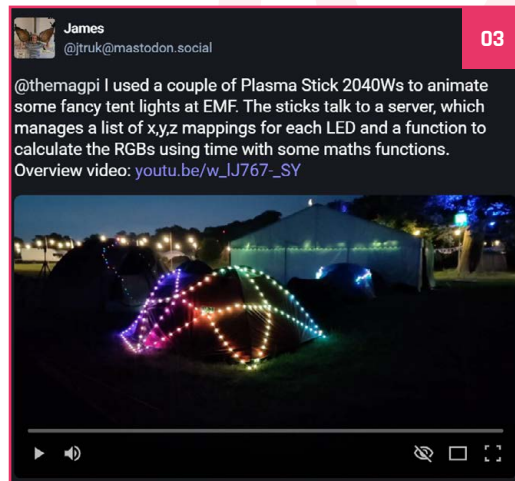 James
@jtruk@mastodon.social
03
@themagpi I used a couple of Plasma Stick 2040Ws to animate
some fancy tent lights at EMF. The sticks talk to a server, which
manages a list of x,y,z mappings for each LED and a function to
calculate the RGBs using time with some maths functions.
Overview video: youtu.be/w_lJ767-_SY